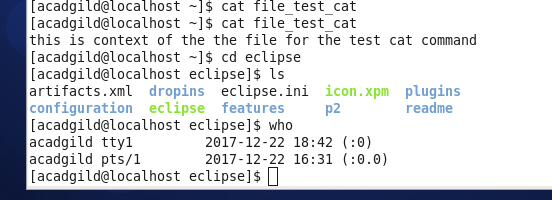 [acadgild@localhost ~]$ cat file_test_cat
[acadgild@localhost ~]$ cat file_test_cat
this is context of the the file for the test cat command
[acadgild@localhost ~]$ cd eclipse
[acadgild@localhost eclipse]$ ls
artifacts.xml  dropins  eclipse.ini  icon.xpm  plugins
configuration  eclipse  features     p2        readme
[acadgild@localhost eclipse]$ who
acadgild tty1         2017-12-22 18:42 (:0)
acadgild pts/1        2017-12-22 16:31 (:0.0)
[acadgild@localhost eclipse]$